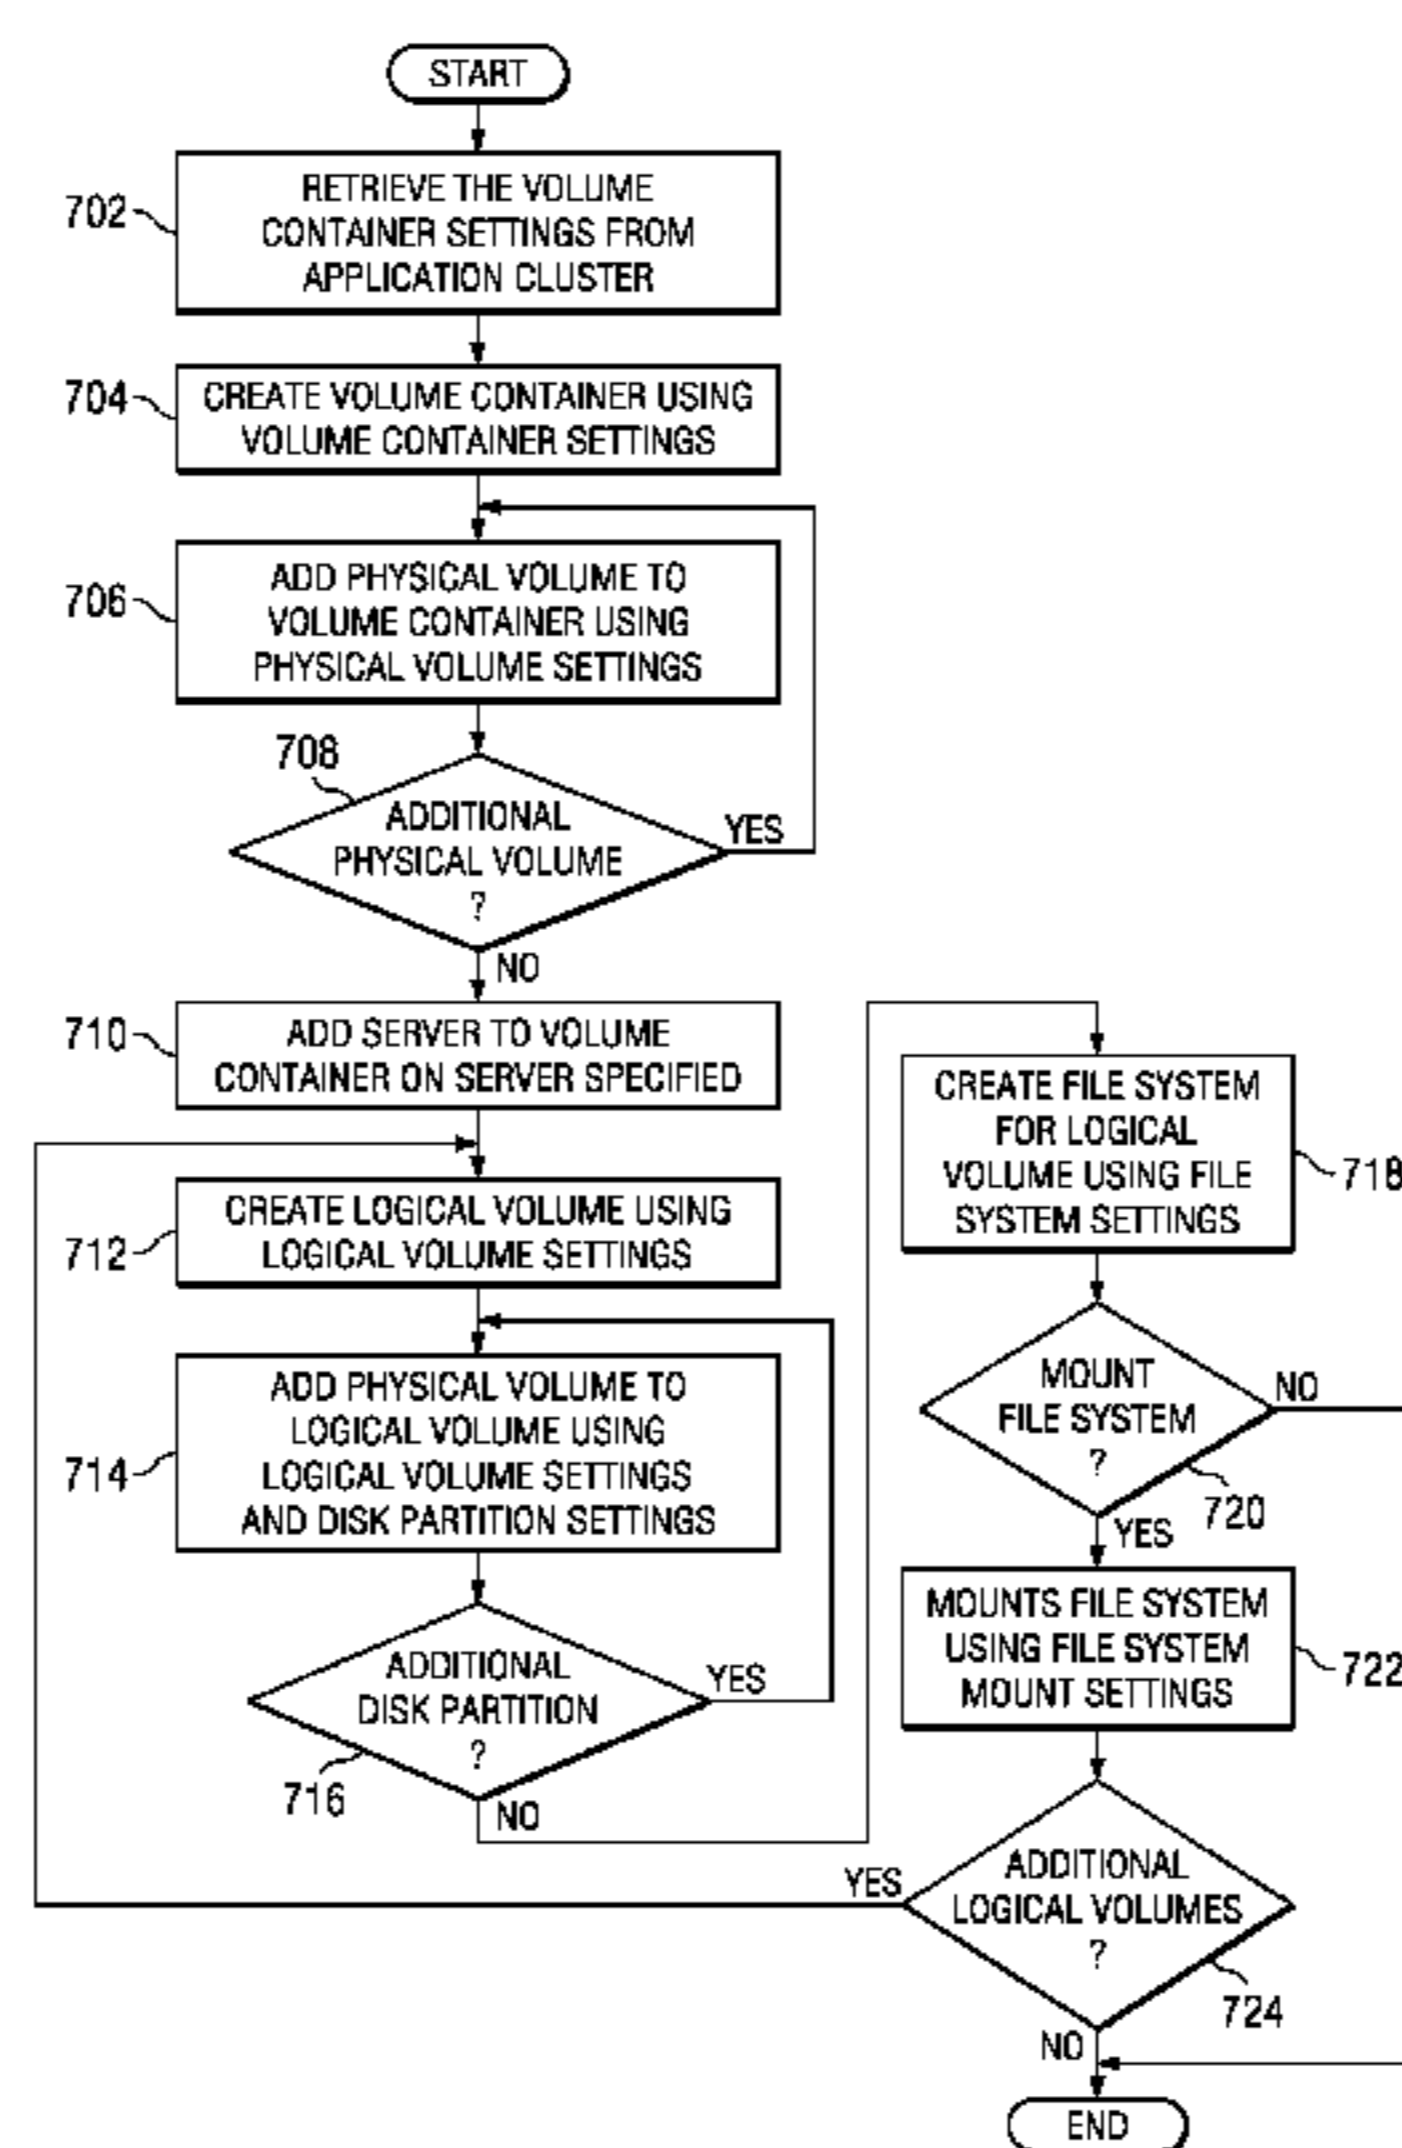 START
702
RETRIEVE THE VOLUME
CONTAINER SETTINGS FROM
APPLICATION CLUSTER
704
CREATE VOLUME CONTAINER USING
VOLUME CONTAINER SETTINGS
706
ADD PHYSICAL VOLUME TO
VOLUME CONTAINER USING
PHYSICAL VOLUME SETTINGS
708
ADDITIONAL
PHYSICAL VOLUME
?
YES
NO
710
ADD SERVER TO VOLUME
CONTAINER ON SERVER SPECIFIED
712
CREATE LOGICAL VOLUME USING
LOGICAL VOLUME SETTINGS
714
ADD PHYSICAL VOLUME TO
LOGICAL VOLUME USING
LOGICAL VOLUME SETTINGS
AND DISK PARTITION SETTINGS
716
ADDITIONAL
DISK PARTITION
?
YES
NO
CREATE FILE SYSTEM
FOR LOGICAL
VOLUME USING FILE
SYSTEM SETTINGS
718
MOUNT
FILE SYSTEM
?
NO
720
YES
MOUNTS FILE SYSTEM
USING FILE SYSTEM
MOUNT SETTINGS
722
YES
ADDITIONAL
LOGICAL VOLUMES
?
724
NO
END